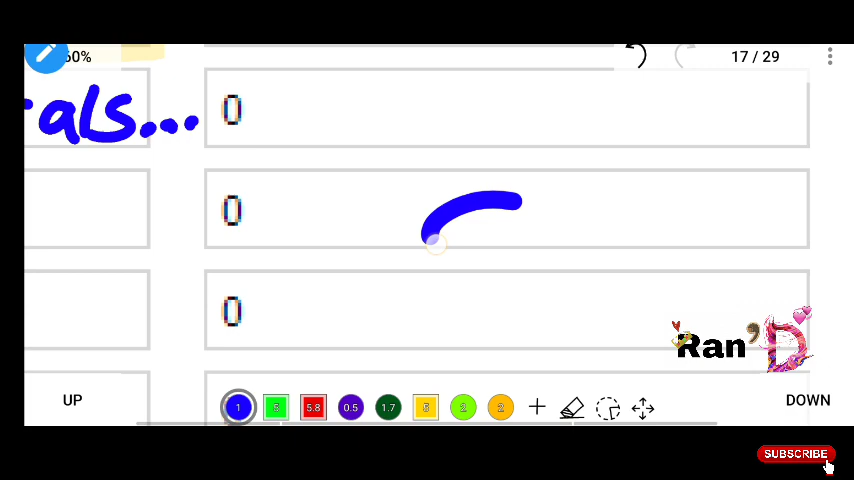 60%
17 / 29
als...
0
0
0
Ran'D
UP
1
5
5.8
0.5
1.7
5
2
2
DOWN
SUBSCRIBE